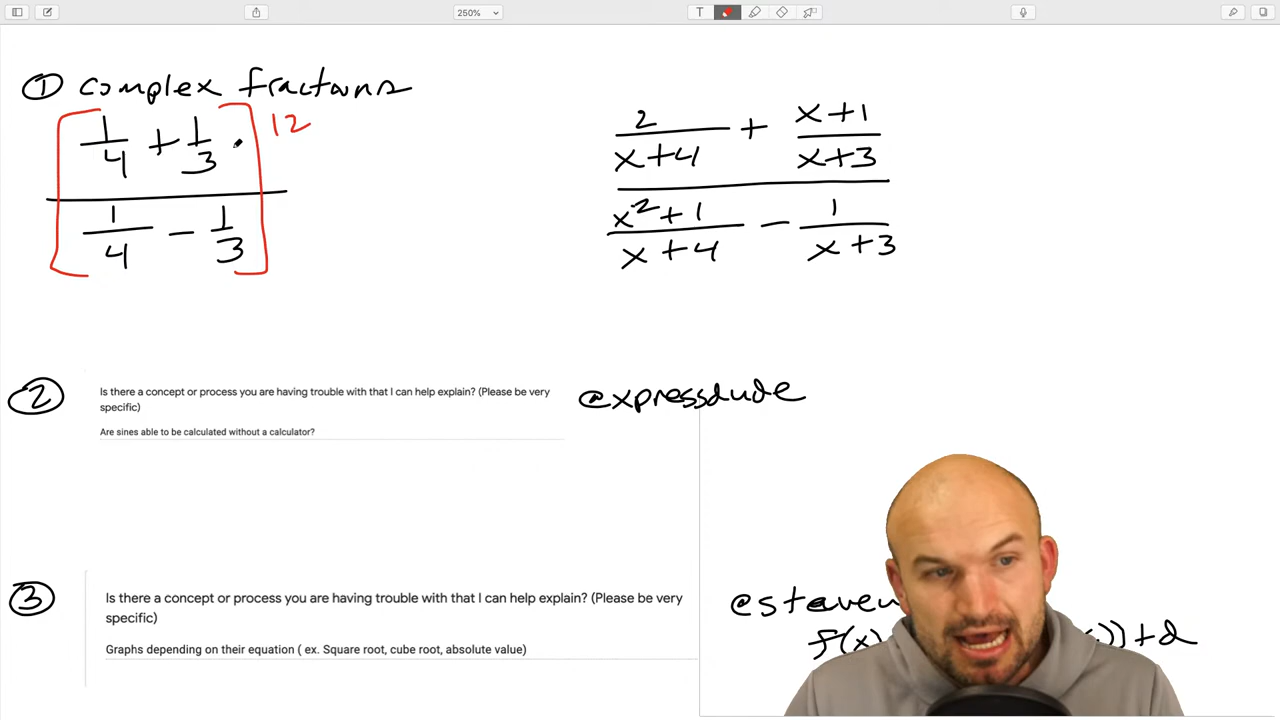 250%
T
① complex fractions
[1/4 + 1/3 ·] 12
[1/4 − 1/3]
2/(x+4) + (x+1)/(x+3)
(x²+1)/(x+4) − 1/(x+3)
②
Is there a concept or process you are having trouble with that I can help explain? (Please be very
specific)
Are sines able to be calculated without a calculator?
@xpressdude
③
Is there a concept or process you are having trouble with that I can help explain? (Please be very
specific)
Graphs depending on their equation ( ex. Square root, cube root, absolute value)
f(x) )) + d